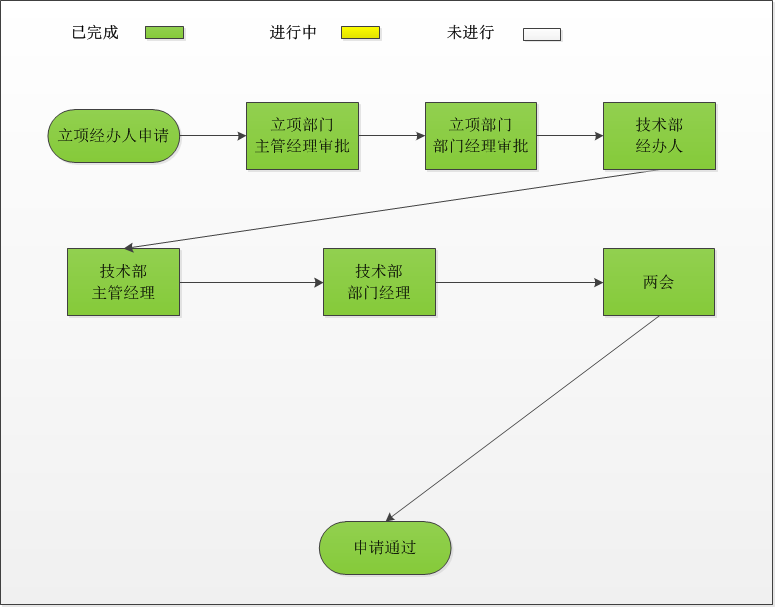 已完成
进行中
未进行
立项经办人申请
立项部门
主管经理审批
立项部门
部门经理审批
技术部
经办人
技术部
主管经理
技术部
部门经理
两会
申请通过